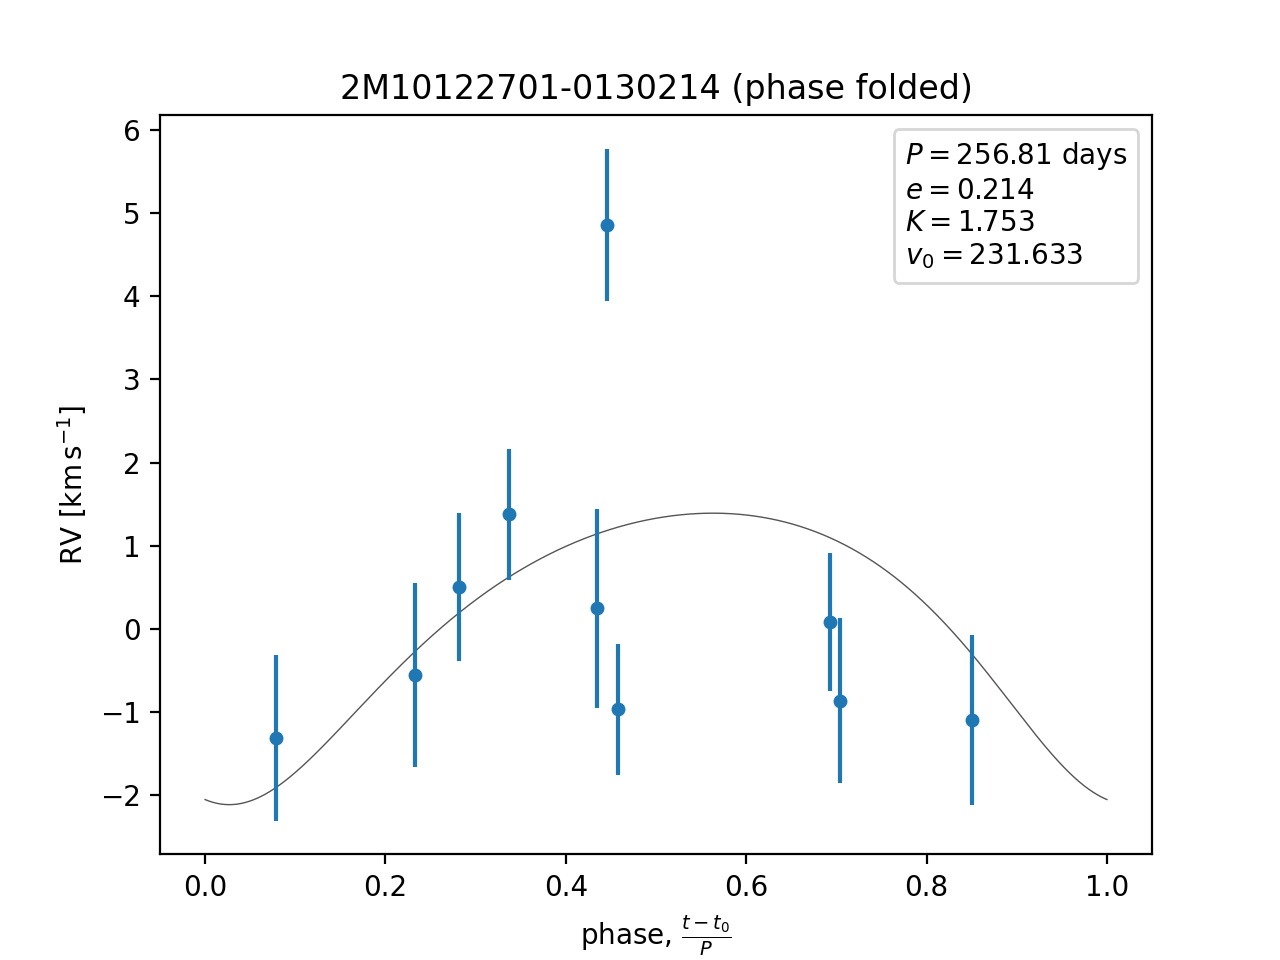 2M10122701-0130214 (phase folded)
P = 256.81 days
e = 0.214
K = 1.753
v₀ = 231.633
6
5
4
3
2
1
0
−1
−2
RV [km s⁻¹]
0.0 0.2 0.4 0.6 0.8 1.0
phase, (t − t₀)/P